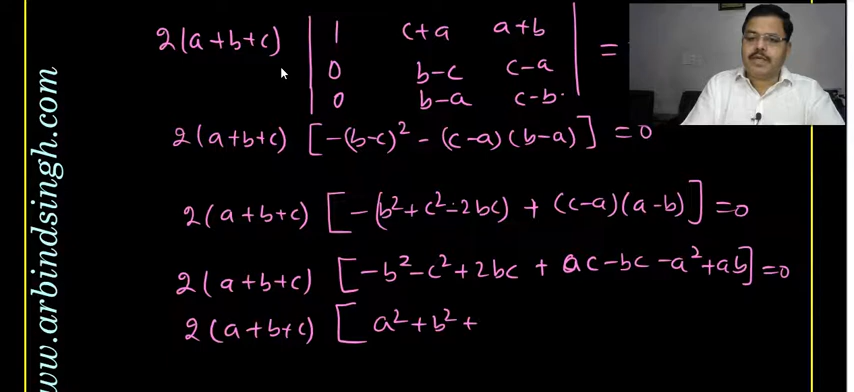 2(a+b+c) | 1 c+a a+b | =
| 0 b-c c-a |
| 0 b-a c-b. |
2(a+b+c) [-(b-c)² - (c-a)(b-a)] = 0
2(a+b+c) [-(b²+c²-2bc) + (c-a)(a-b)] = 0
2(a+b+c) [-b²-c²+2bc + ac-bc-a²+ab] = 0
2(a+b+c) [a²+b²+
www.arbindsingh.com